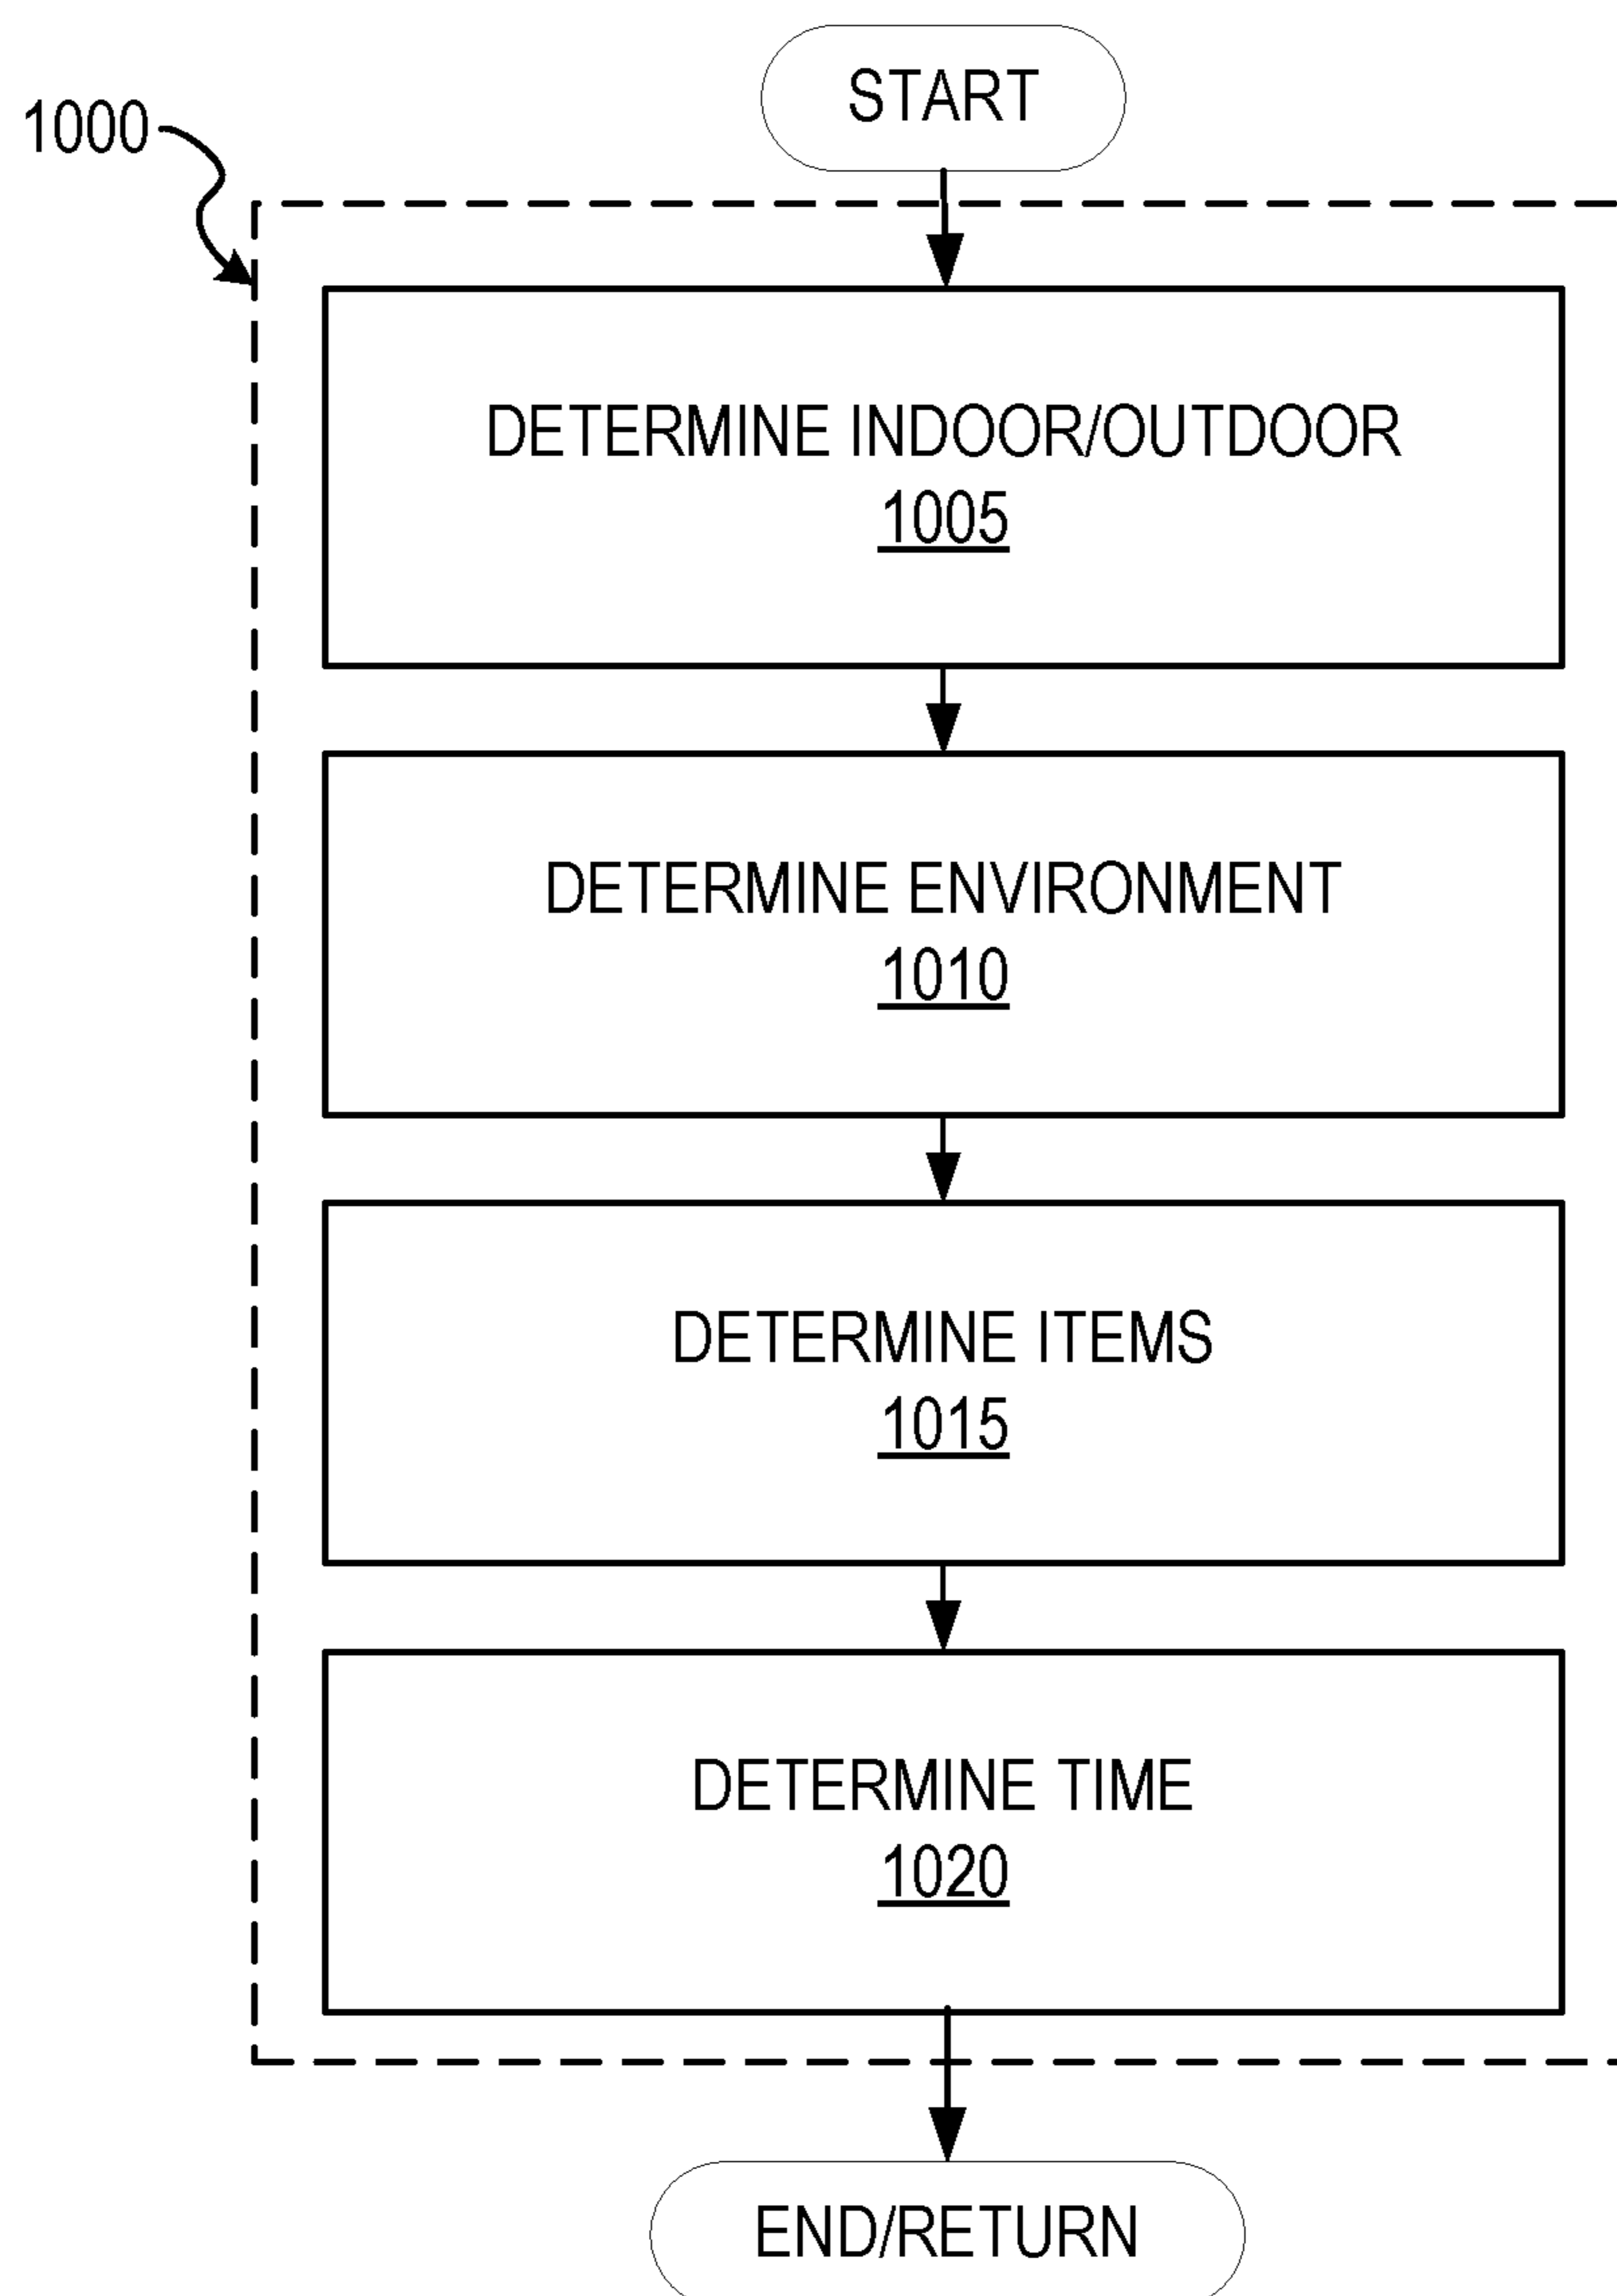 START
1000
DETERMINE INDOOR/OUTDOOR
1005
DETERMINE ENVIRONMENT
1010
DETERMINE ITEMS
1015
DETERMINE TIME
1020
END/RETURN